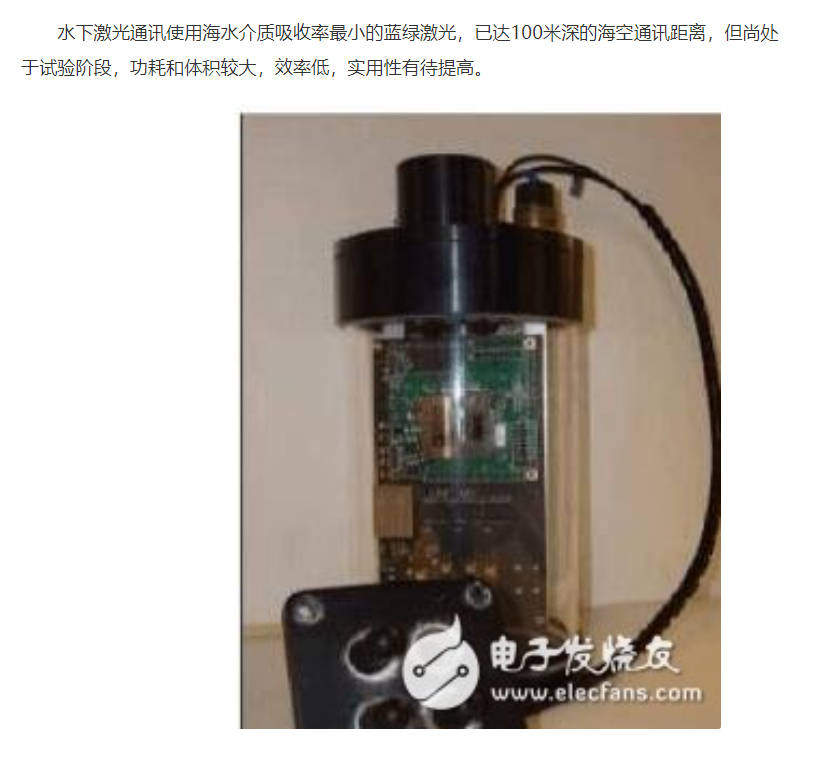 水下激光通讯使用海水介质吸收率最小的蓝绿激光，已达100米深的海空通讯距离，但尚处
于试验阶段，功耗和体积较大，效率低，实用性有待提高。
电子发烧友
www.elecfans.com